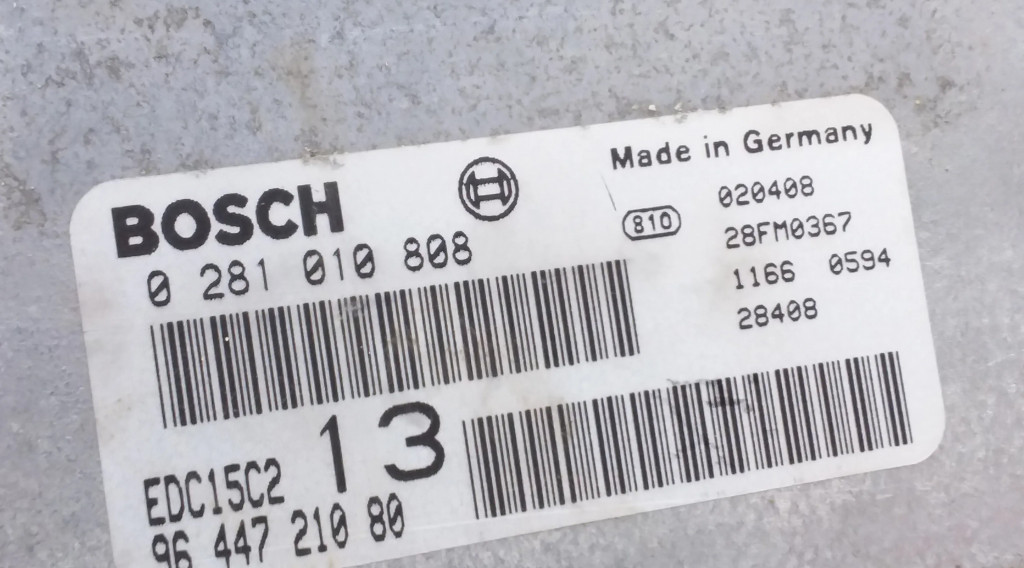 BOSCH
0 281 010 808
Made in Germany
810
020408
28FM0367
1166 0594
28408
13
EDC15C2
96 447 210 80